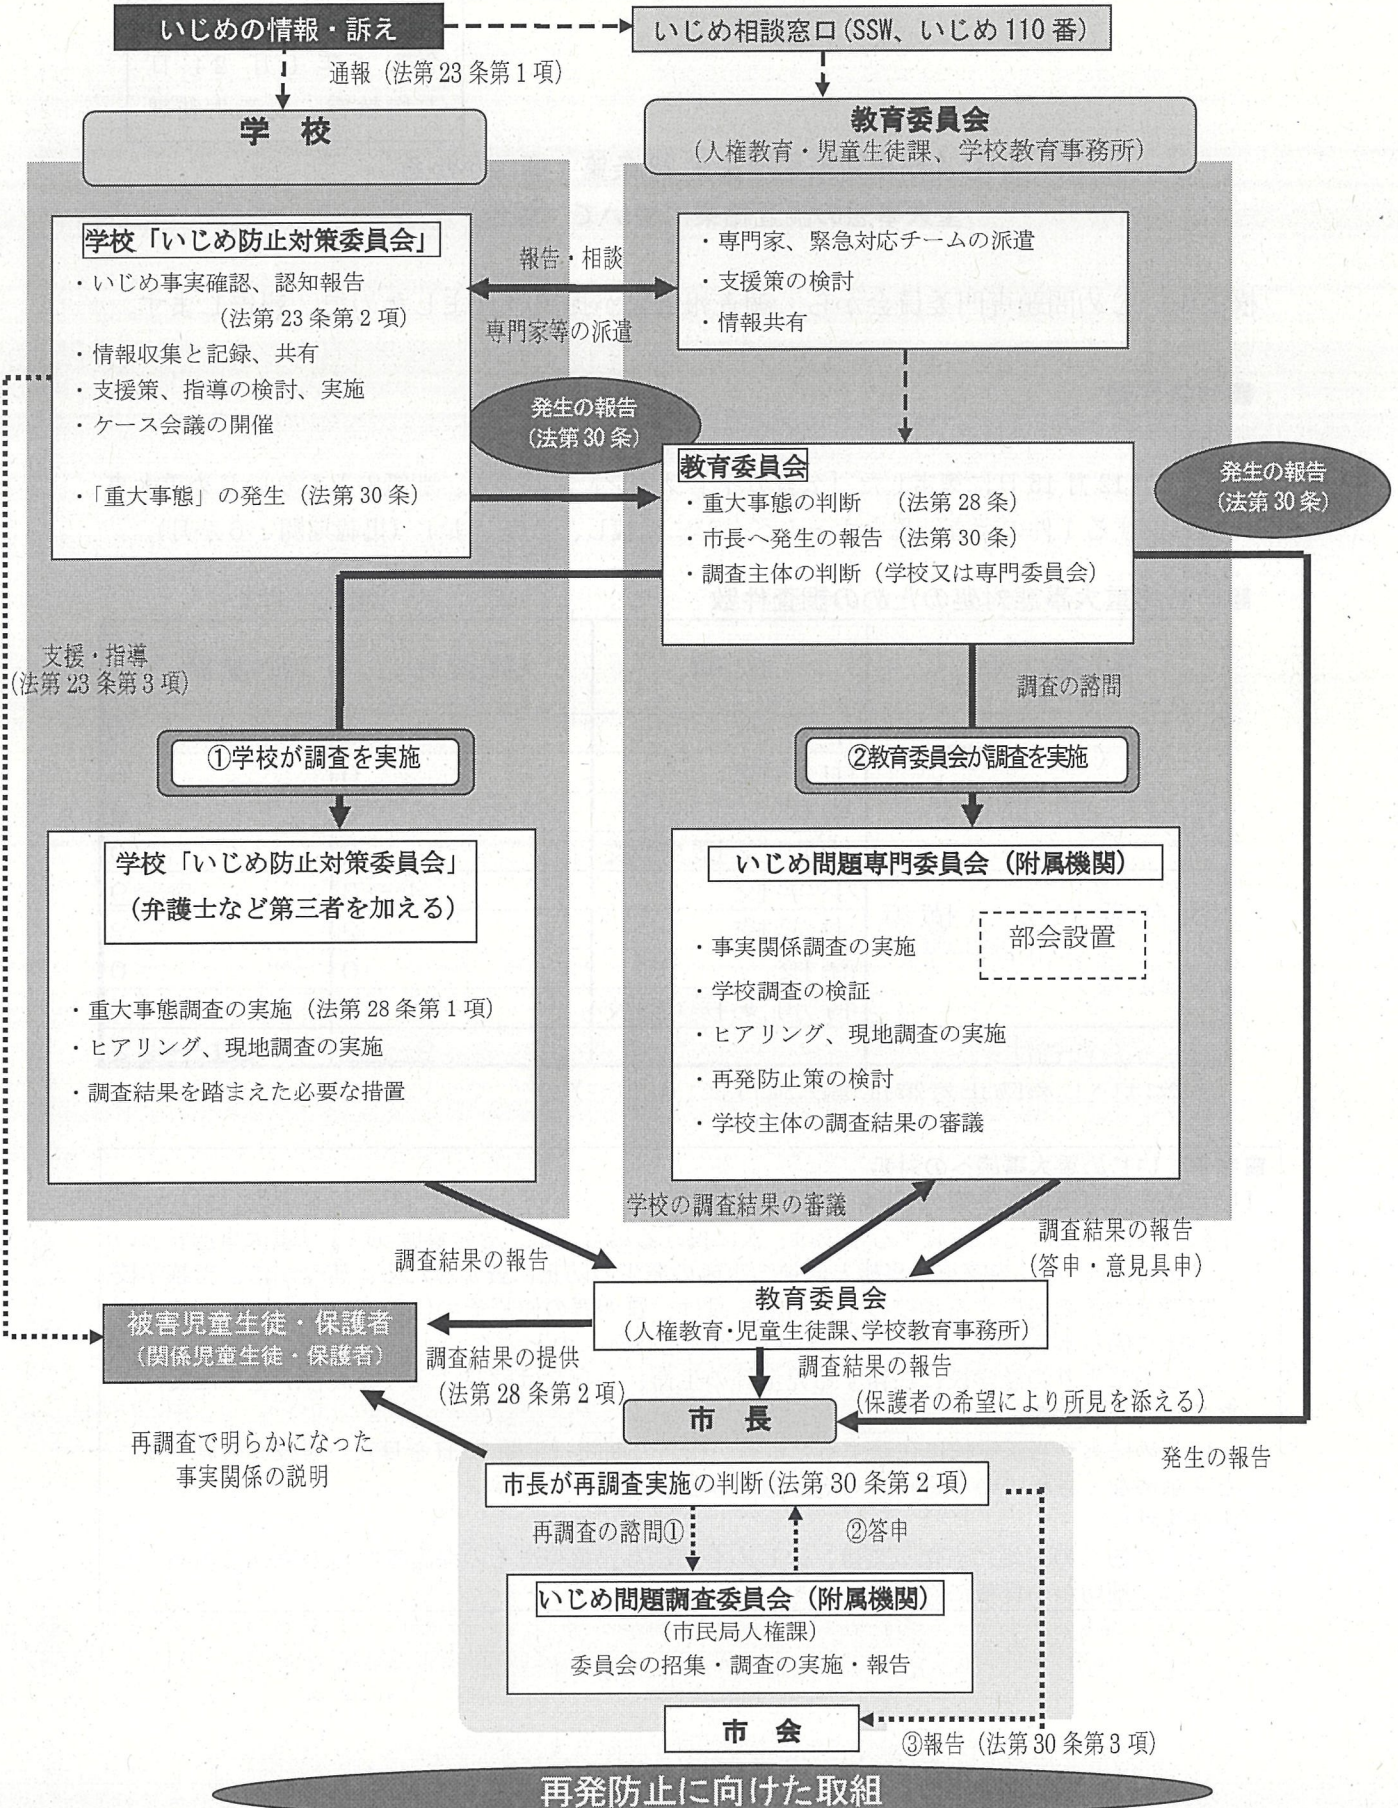 いじめの情報・訴え
いじめ相談窓口(SSW、いじめ110番)
通報（法第23条第1項）
学　校
教育委員会
（人権教育・児童生徒課、学校教育事務所）
学校「いじめ防止対策委員会」
・いじめ事実確認、認知報告
（法第23条第2項）
・情報収集と記録、共有
・支援策、指導の検討、実施
・ケース会議の開催
・「重大事態」の発生（法第30条）
報告・相談
専門家等の派遣
・専門家、緊急対応チームの派遣
・支援策の検討
・情報共有
発生の報告
（法第30条）
教育委員会
・重大事態の判断　（法第28条）
・市長へ発生の報告（法第30条）
・調査主体の判断（学校又は専門委員会）
発生の報告
（法第30条）
支援・指導
（法第23条第3項）
調査の諮問
①学校が調査を実施
②教育委員会が調査を実施
学校「いじめ防止対策委員会」
（弁護士など第三者を加える）
・重大事態調査の実施（法第28条第1項）
・ヒアリング、現地調査の実施
・調査結果を踏まえた必要な措置
いじめ問題専門委員会（附属機関）
部会設置
・事実関係調査の実施
・学校調査の検証
・ヒアリング、現地調査の実施
・再発防止策の検討
・学校主体の調査結果の審議
学校の調査結果の審議
調査結果の報告
調査結果の報告
（答申・意見具申）
教育委員会
（人権教育・児童生徒課、学校教育事務所）
被害児童生徒・保護者
（関係児童生徒・保護者）
調査結果の提供
（法第28条第2項）
調査結果の報告
（保護者の希望により所見を添える）
市　長
発生の報告
再調査で明らかになった
事実関係の説明
市長が再調査実施の判断（法第30条第2項）
再調査の諮問①
②答申
いじめ問題調査委員会（附属機関）
（市民局人権課）
委員会の招集・調査の実施・報告
市　会
③報告（法第30条第3項）
再発防止に向けた取組